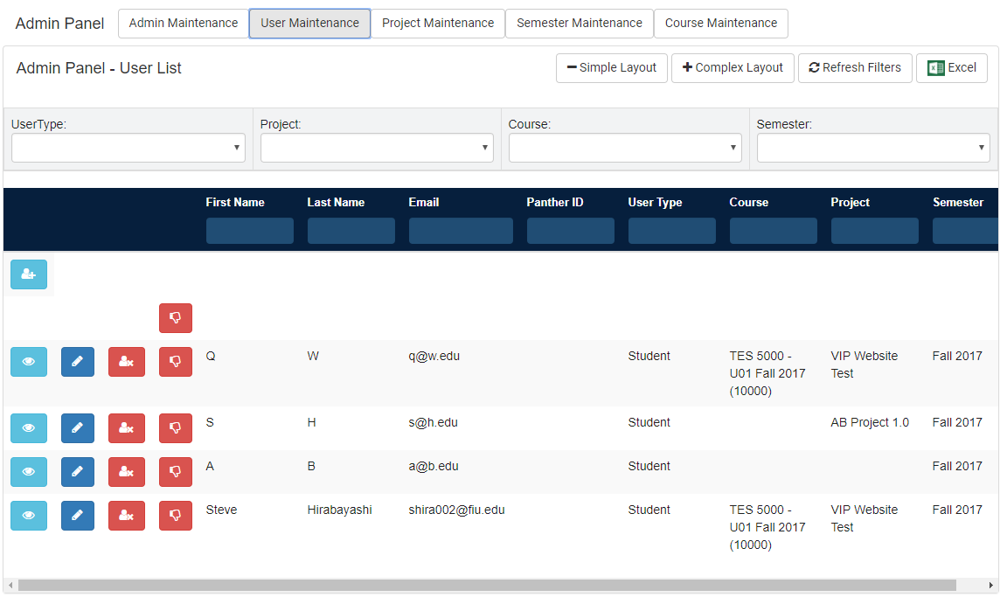 Admin Panel Admin Maintenance User Maintenance Project Maintenance Semester Maintenance Course Maintenance
Admin Panel - User List Simple Layout Complex Layout Refresh Filters Excel
UserType: Project: Course: Semester:
First Name Last Name Email Panther ID User Type Course Project Semester
Q W q@w.edu Student TES 5000 - VIP Website Fall 2017
U01 Fall 2017 Test
(10000)
S H s@h.edu Student AB Project 1.0 Fall 2017
A B a@b.edu Student Fall 2017
Steve Hirabayashi shira002@fiu.edu Student TES 5000 - VIP Website Fall 2017
U01 Fall 2017 Test
(10000)